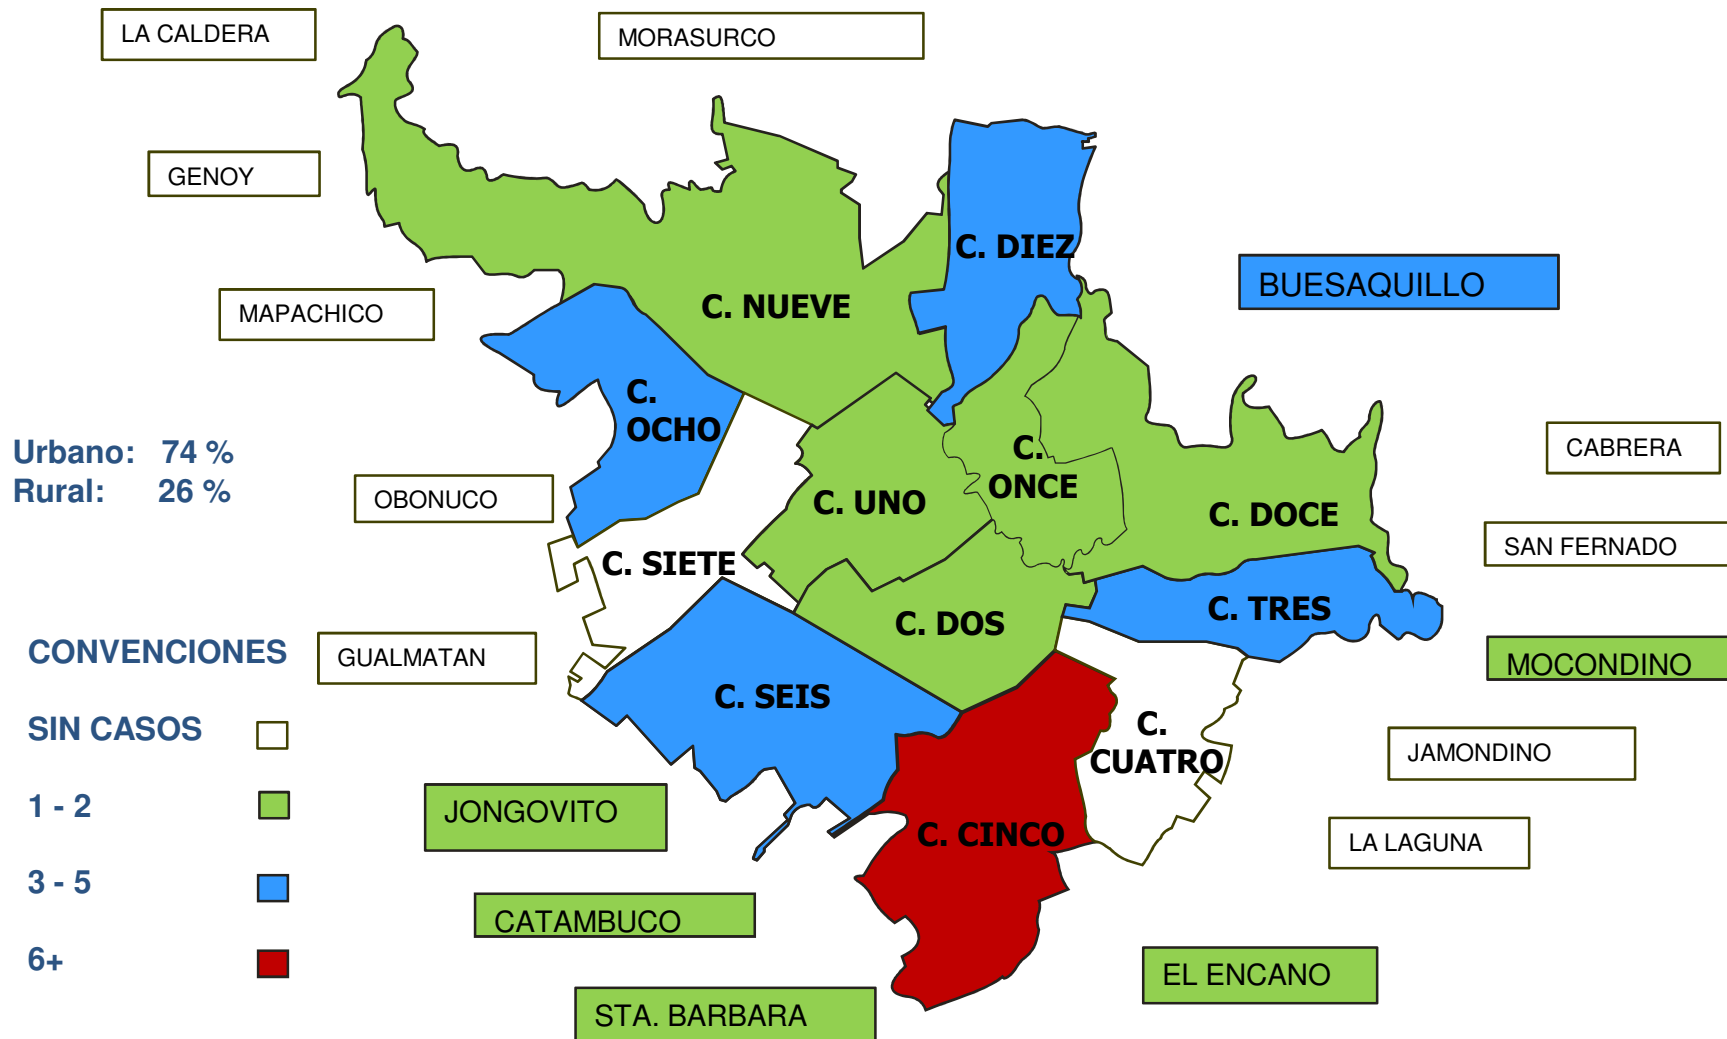 LA CALDERA
MORASURCO
GENOY
C. DIEZ
BUESAQUILLO
MAPACHICO
C. NUEVE
C.
OCHO
Urbano: 74 %
Rural: 26 %
OBONUCO
C. UNO
C.
ONCE
C. DOCE
CABRERA
SAN FERNADO
C. SIETE
C. DOS
C. TRES
CONVENCIONES
GUALMATAN
MOCONDINO
C. SEIS
SIN CASOS
C.
CUATRO
JAMONDINO
1 - 2
JONGOVITO
C. CINCO
LA LAGUNA
3 - 5
CATAMBUCO
6+
EL ENCANO
STA. BARBARA